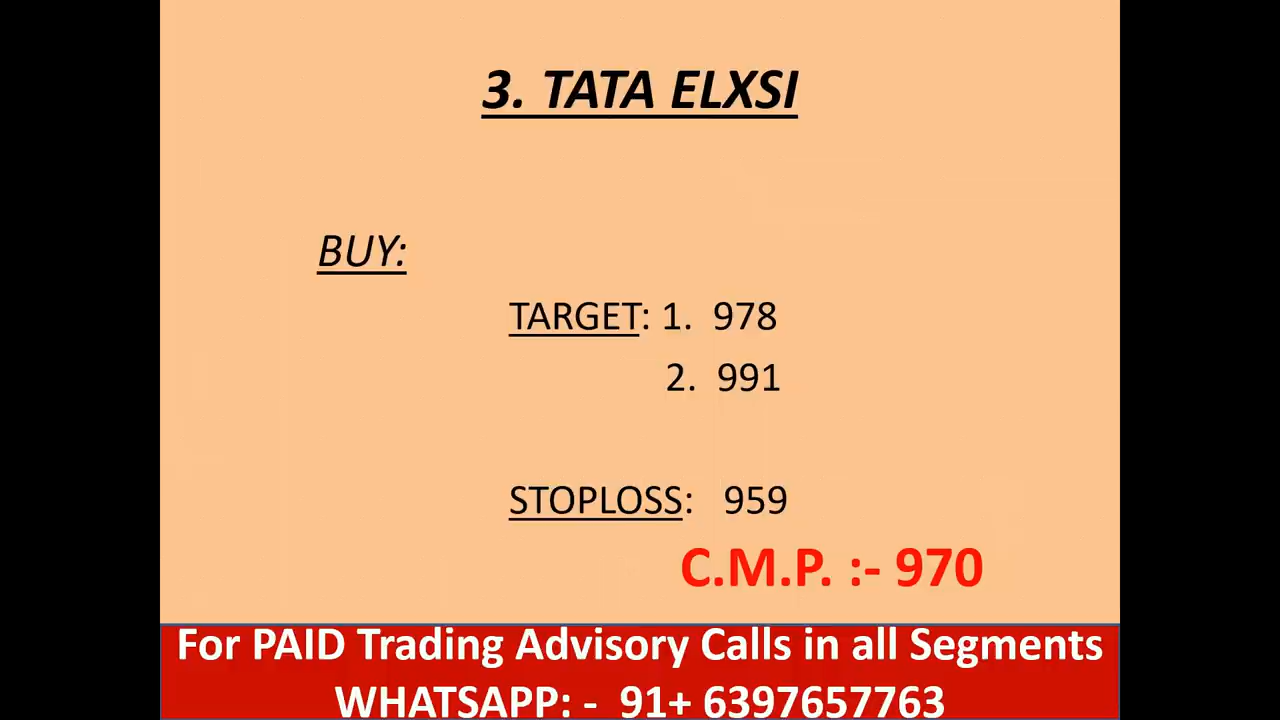 3. TATA ELXSI
BUY:
TARGET: 1. 978
2. 991
STOPLOSS: 959
C.M.P. :- 970
For PAID Trading Advisory Calls in all Segments
WHATSAPP: - 91+ 6397657763